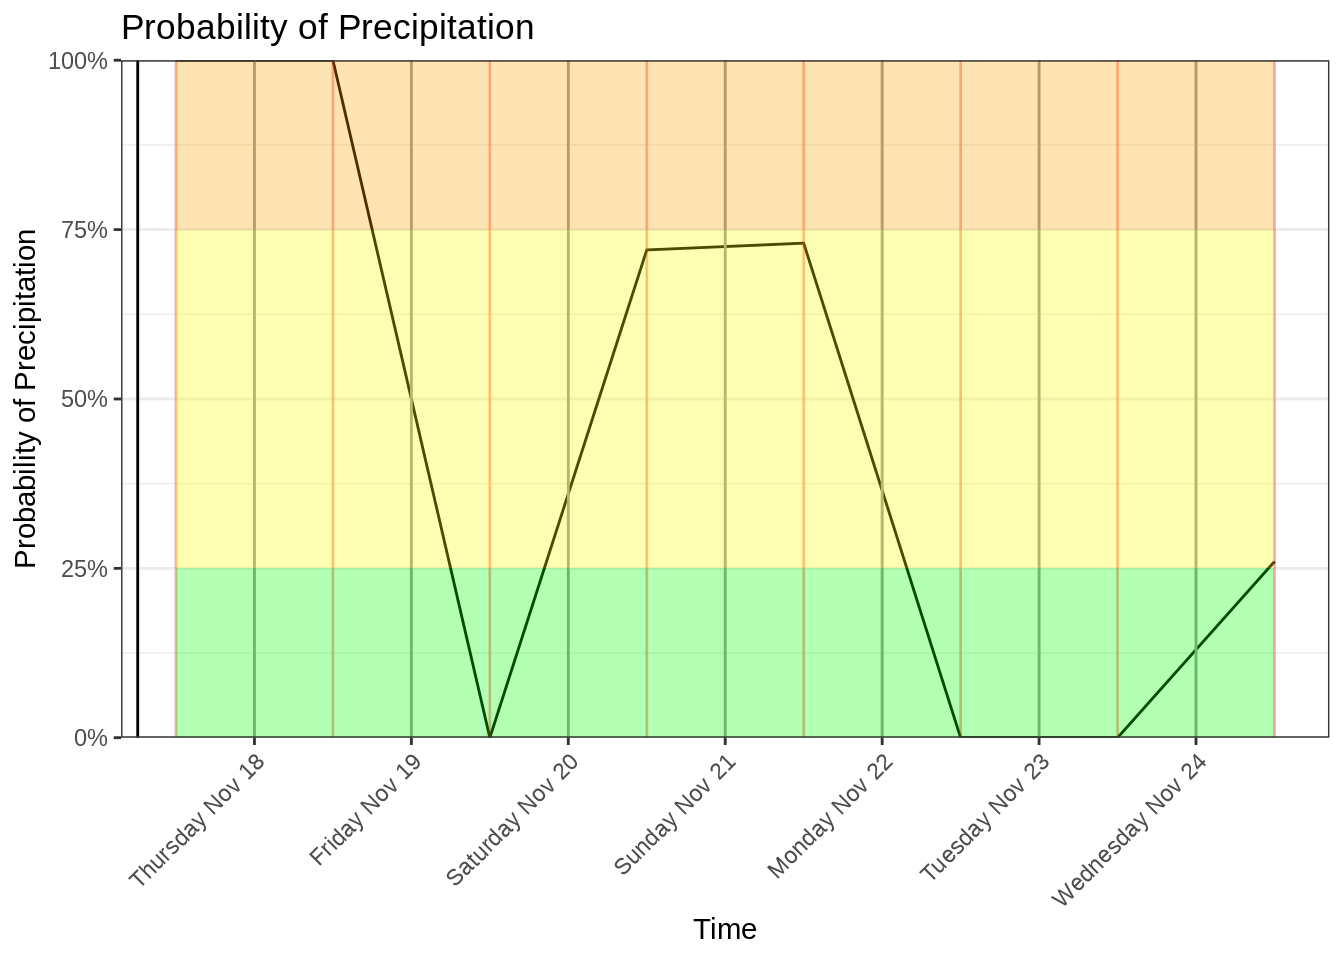 Probability of Precipitation
100%
75%
50%
25%
0%
Probability of Precipitation
Thursday Nov 18
Friday Nov 19
Saturday Nov 20
Sunday Nov 21
Monday Nov 22
Tuesday Nov 23
Wednesday Nov 24
Time